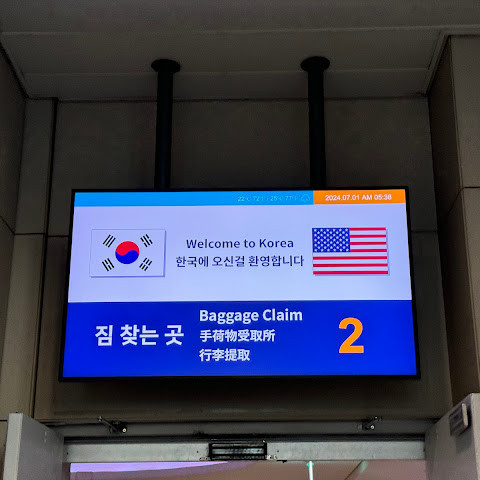 2024.07.01 AM 05:38
Welcome to Korea
한국에 오신걸 환영합니다
짐 찾는 곳
Baggage Claim
手荷物受取所
行李提取
2